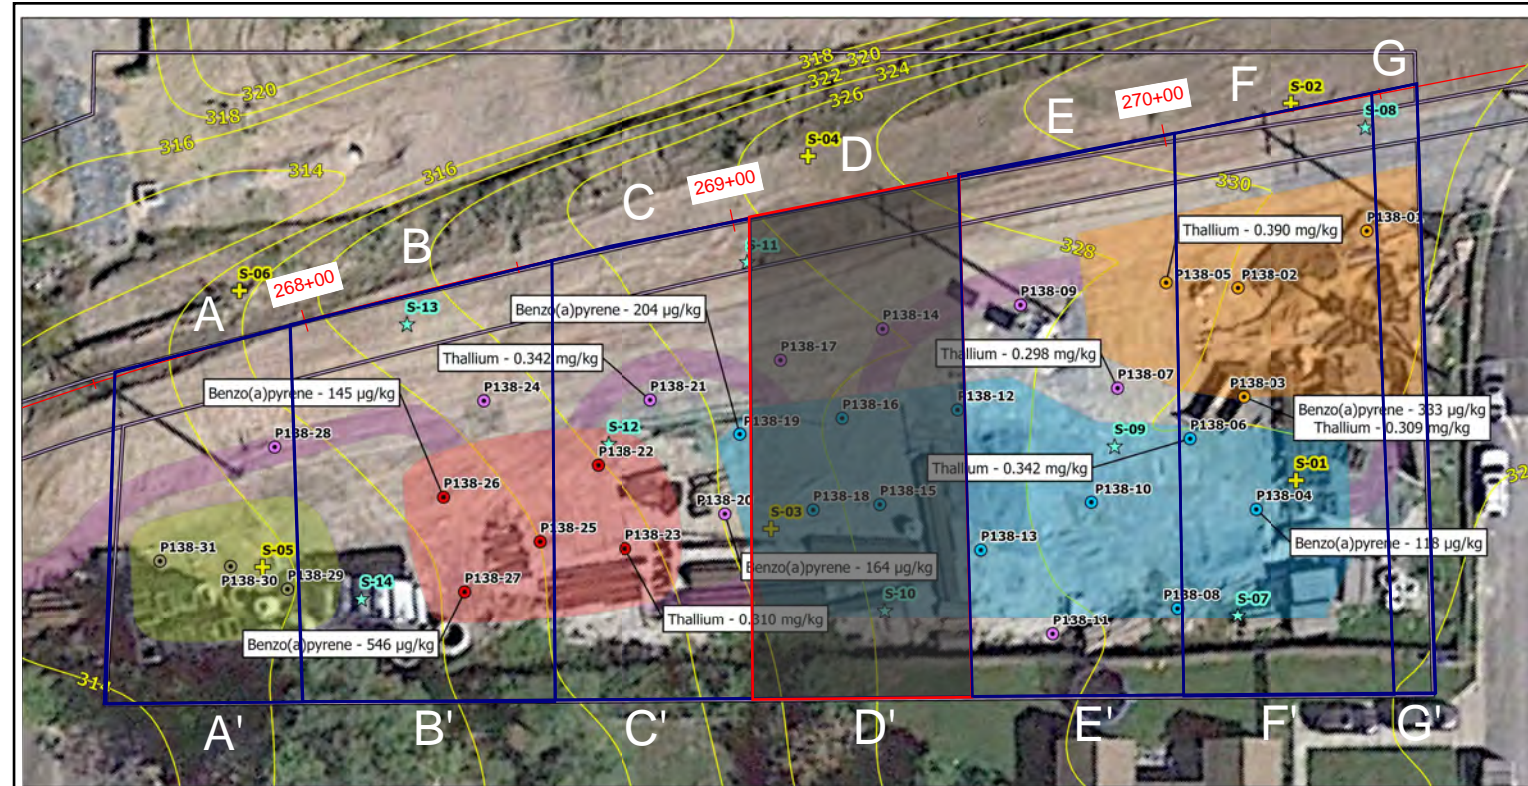 318
320
322
324
326
320
318
316
314
316
G
F
S-02
S-08
270+00
E
S-04
D
330
C
269+00
P138-01
Thallium - 0.390 mg/kg
328
B
S-11
S-06
268+00
P138-05
P138-02
A
S-13
Benzo(a)pyrene - 204 µg/kg
P138-09
P138-14
P138-17
Thallium - 0.342 mg/kg
Thallium - 0.298 mg/kg
Benzo(a)pyrene - 145 µg/kg
P138-24
P138-21
P138-07
P138-03
P138-12
P138-16
Benzo(a)pyrene - 333 µg/kg
Thallium - 0.309 mg/kg
P138-19
S-12
S-09
P138-28
P138-06
P138-22
Thallium - 0.342 mg/kg
S-01
P138-26
P138-20
P138-18
P138-15
P138-10
P138-04
S-03
P138-25
P138-23
P138-13
Benzo(a)pyrene - 118 µg/kg
P138-31
S-05
Benzo(a)pyrene - 164 µg/kg
P138-30
P138-29
S-14
P138-27
S-10
P138-08
S-07
Thallium - 0.310 mg/kg
P138-11
Benzo(a)pyrene - 546 µg/kg
314
A'
B'
C'
D'
E'
F'
G'